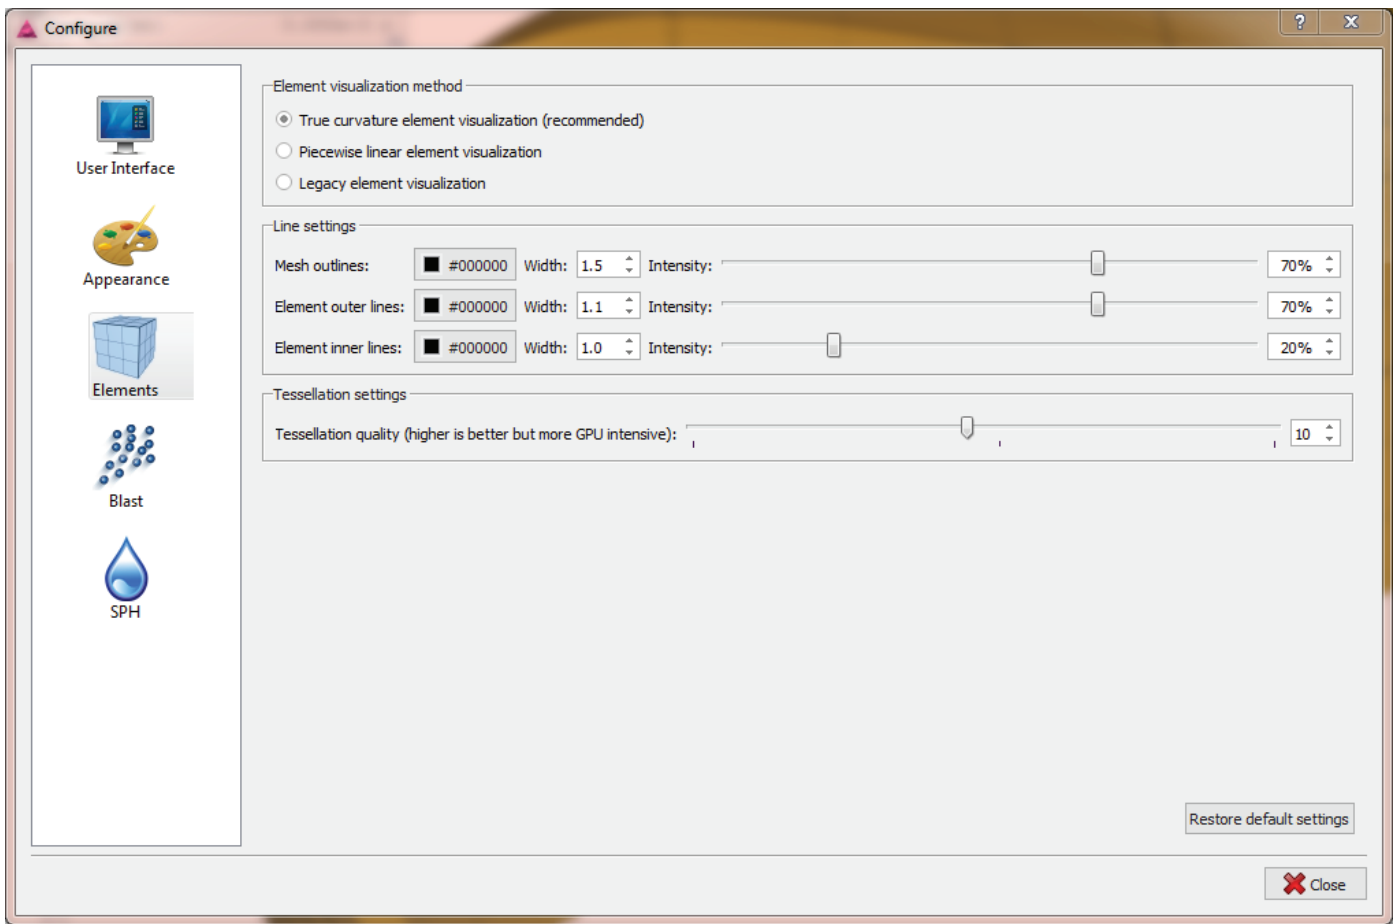 Configure
User Interface
Appearance
Elements
Blast
SPH
Element visualization method
True curvature element visualization (recommended)
Piecewise linear element visualization
Legacy element visualization
Line settings
Mesh outlines: #000000 Width: 1.5 Intensity: 70%
Element outer lines: #000000 Width: 1.1 Intensity: 70%
Element inner lines: #000000 Width: 1.0 Intensity: 20%
Tessellation settings
Tessellation quality (higher is better but more GPU intensive): 10
Restore default settings
Close